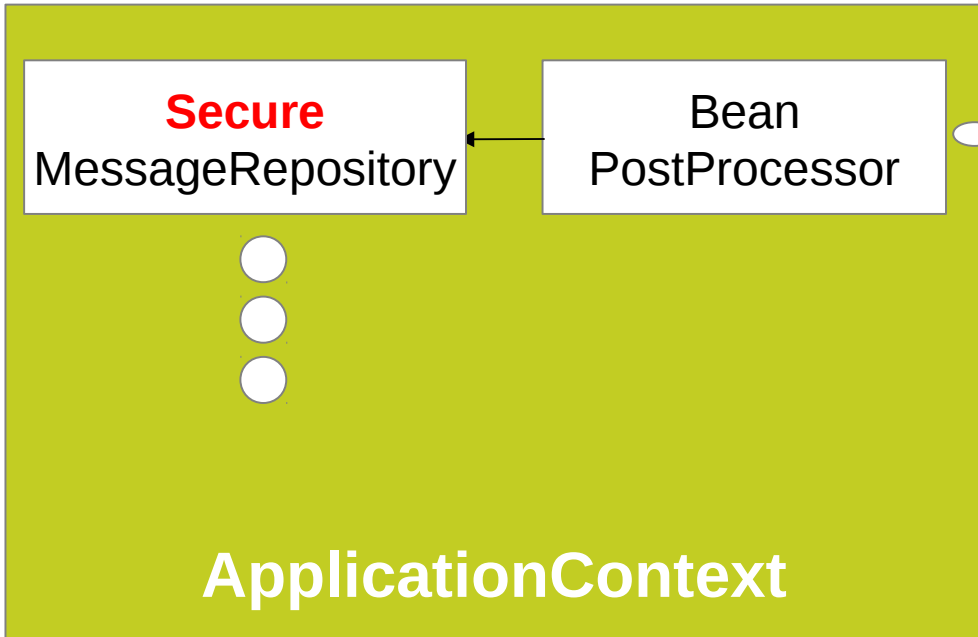 Secure
MessageRepository
Bean
PostProcessor
ApplicationContext